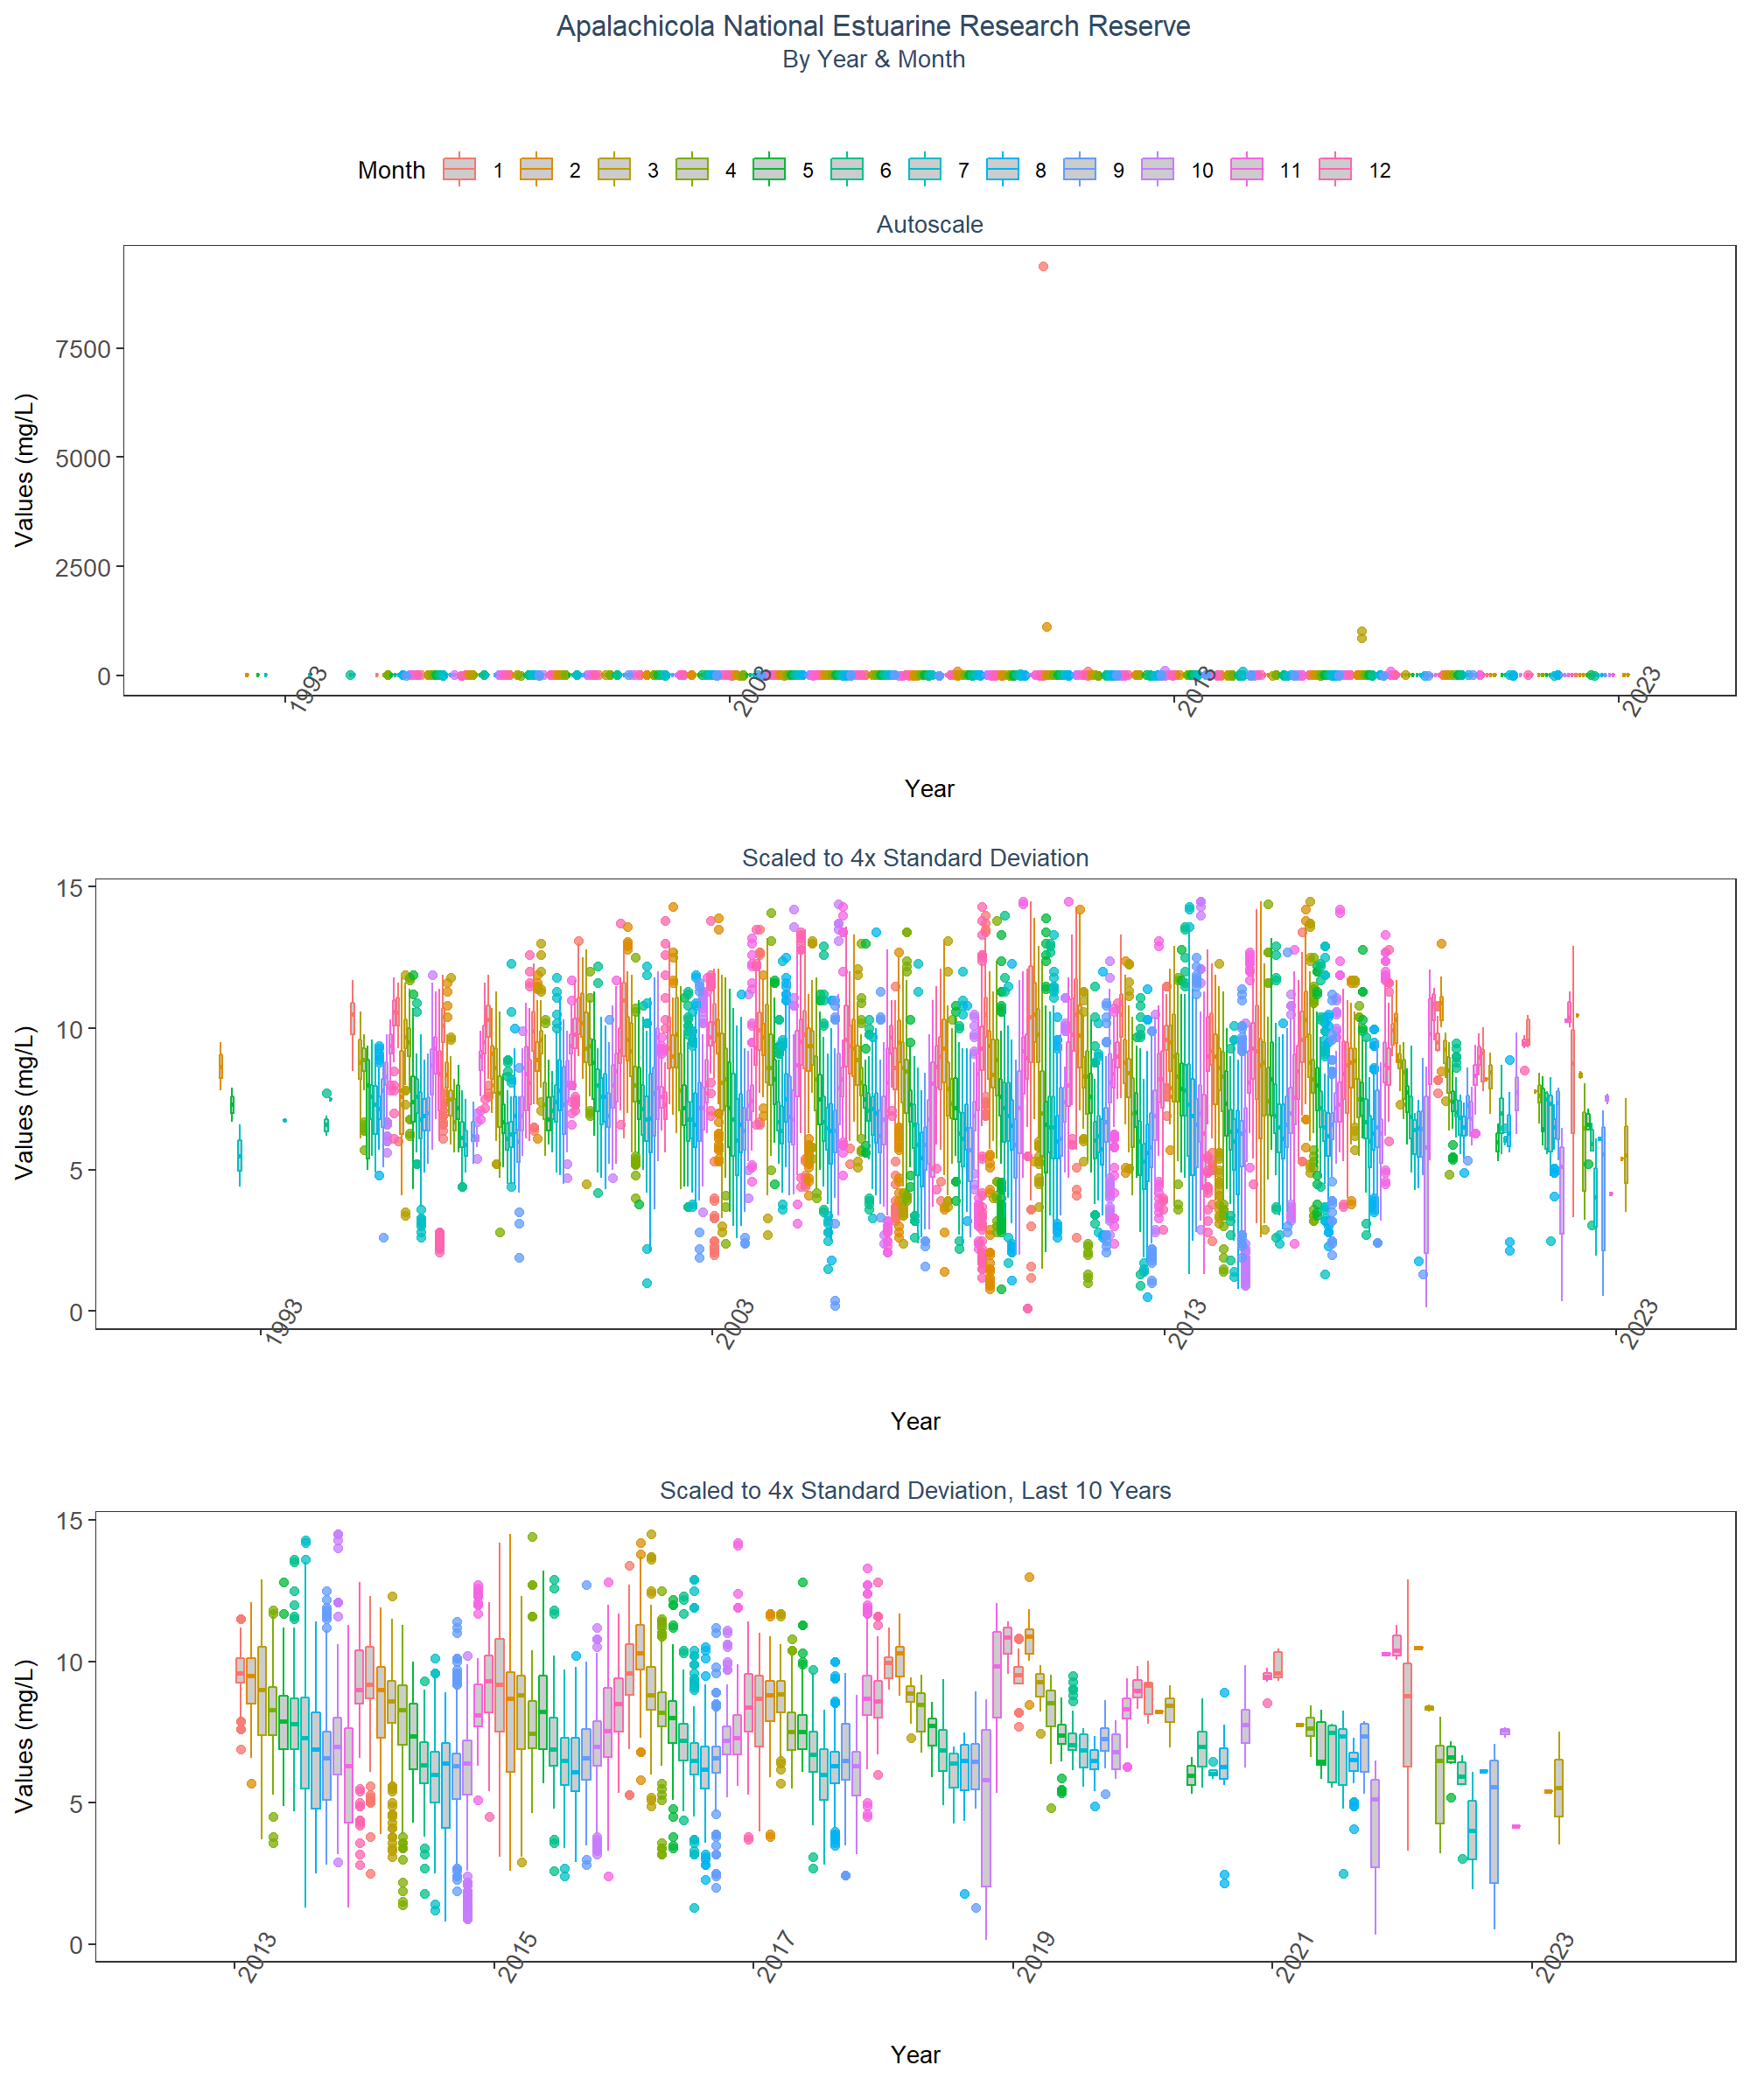 Apalachicola National Estuarine Research Reserve
By Year & Month
Month 1 2 3 4 5 6 7 8 9 10 11 12
Autoscale
Values (mg/L)
7500
5000
2500
0
1993 2003 2013 2023
Year
Scaled to 4x Standard Deviation
Values (mg/L)
15
10
5
0
1993 2003 2013 2023
Year
Scaled to 4x Standard Deviation, Last 10 Years
Values (mg/L)
15
10
5
0
2013 2015 2017 2019 2021 2023
Year